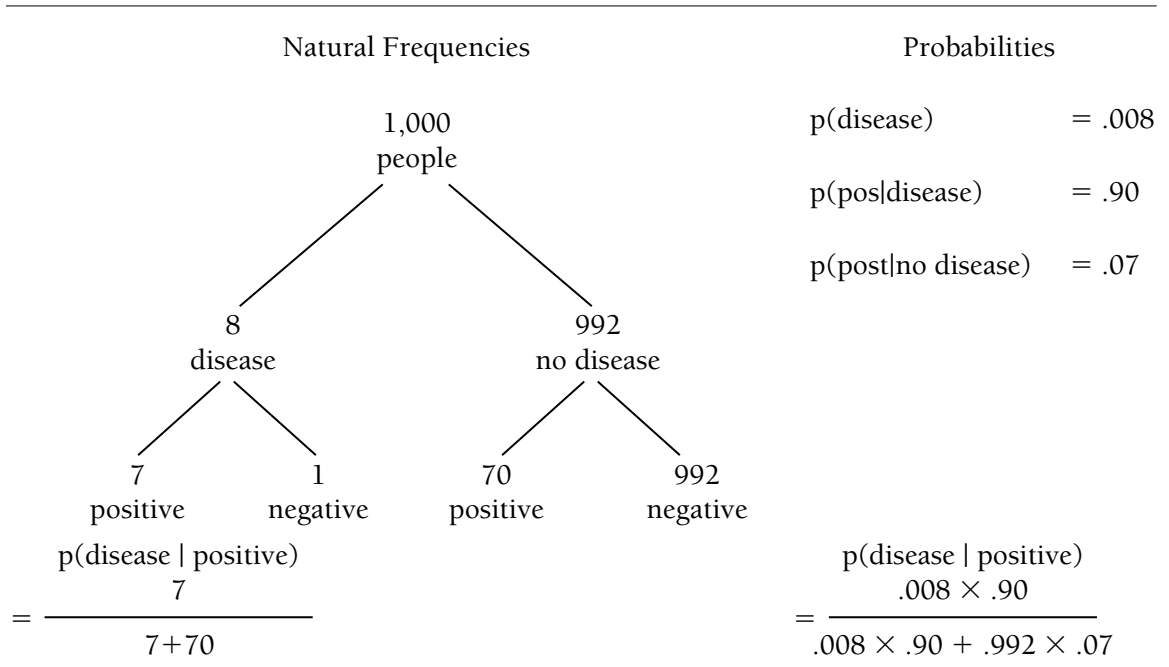 Natural Frequencies
Probabilities
1,000
people
p(disease) = .008
p(pos|disease) = .90
p(post|no disease) = .07
8
disease
992
no disease
7
positive
1
negative
70
positive
992
negative
p(disease | positive)
7
=
7+70
p(disease | positive)
.008 × .90
=
.008 × .90 + .992 × .07